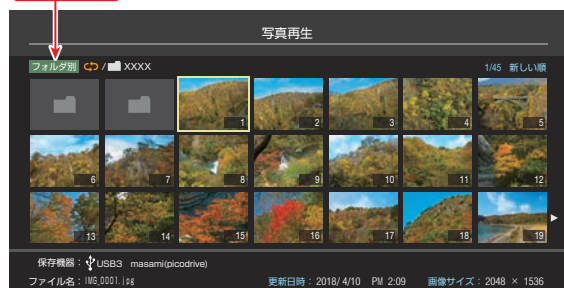 写真再生
フォルダ別 / XXXX 1/45 新しい順
1 2 3 4 5
6 7 8 9 10 11 12
13 14 15 16 17 18 19
保存機器： USB3 masami(picodrive)
ファイル名：IMG_0001.jpg 更新日時：2018/ 4/10 PM 2:09 画像サイズ：2048 × 1536